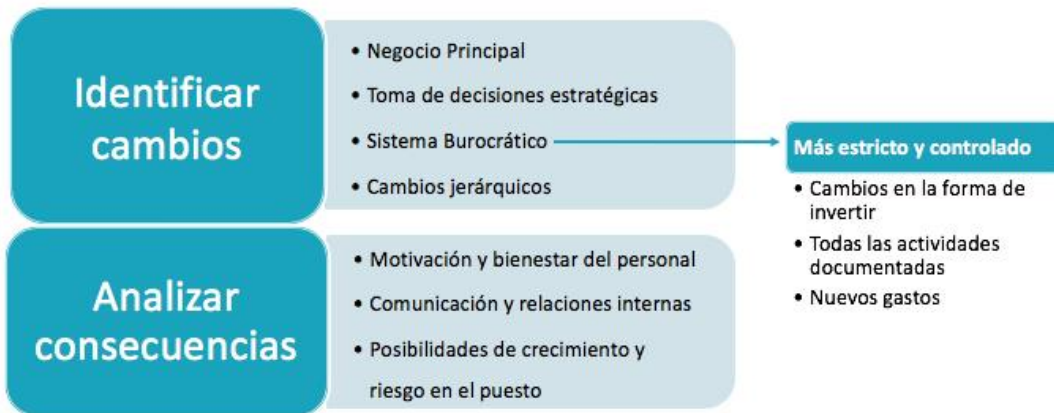 Identificar
cambios
• Negocio Principal
• Toma de decisiones estratégicas
• Sistema Burocrático
• Cambios jerárquicos
Más estricto y controlado
• Cambios en la forma de
invertir
• Todas las actividades
documentadas
• Nuevos gastos
Analizar
consecuencias
• Motivación y bienestar del personal
• Comunicación y relaciones internas
• Posibilidades de crecimiento y
riesgo en el puesto